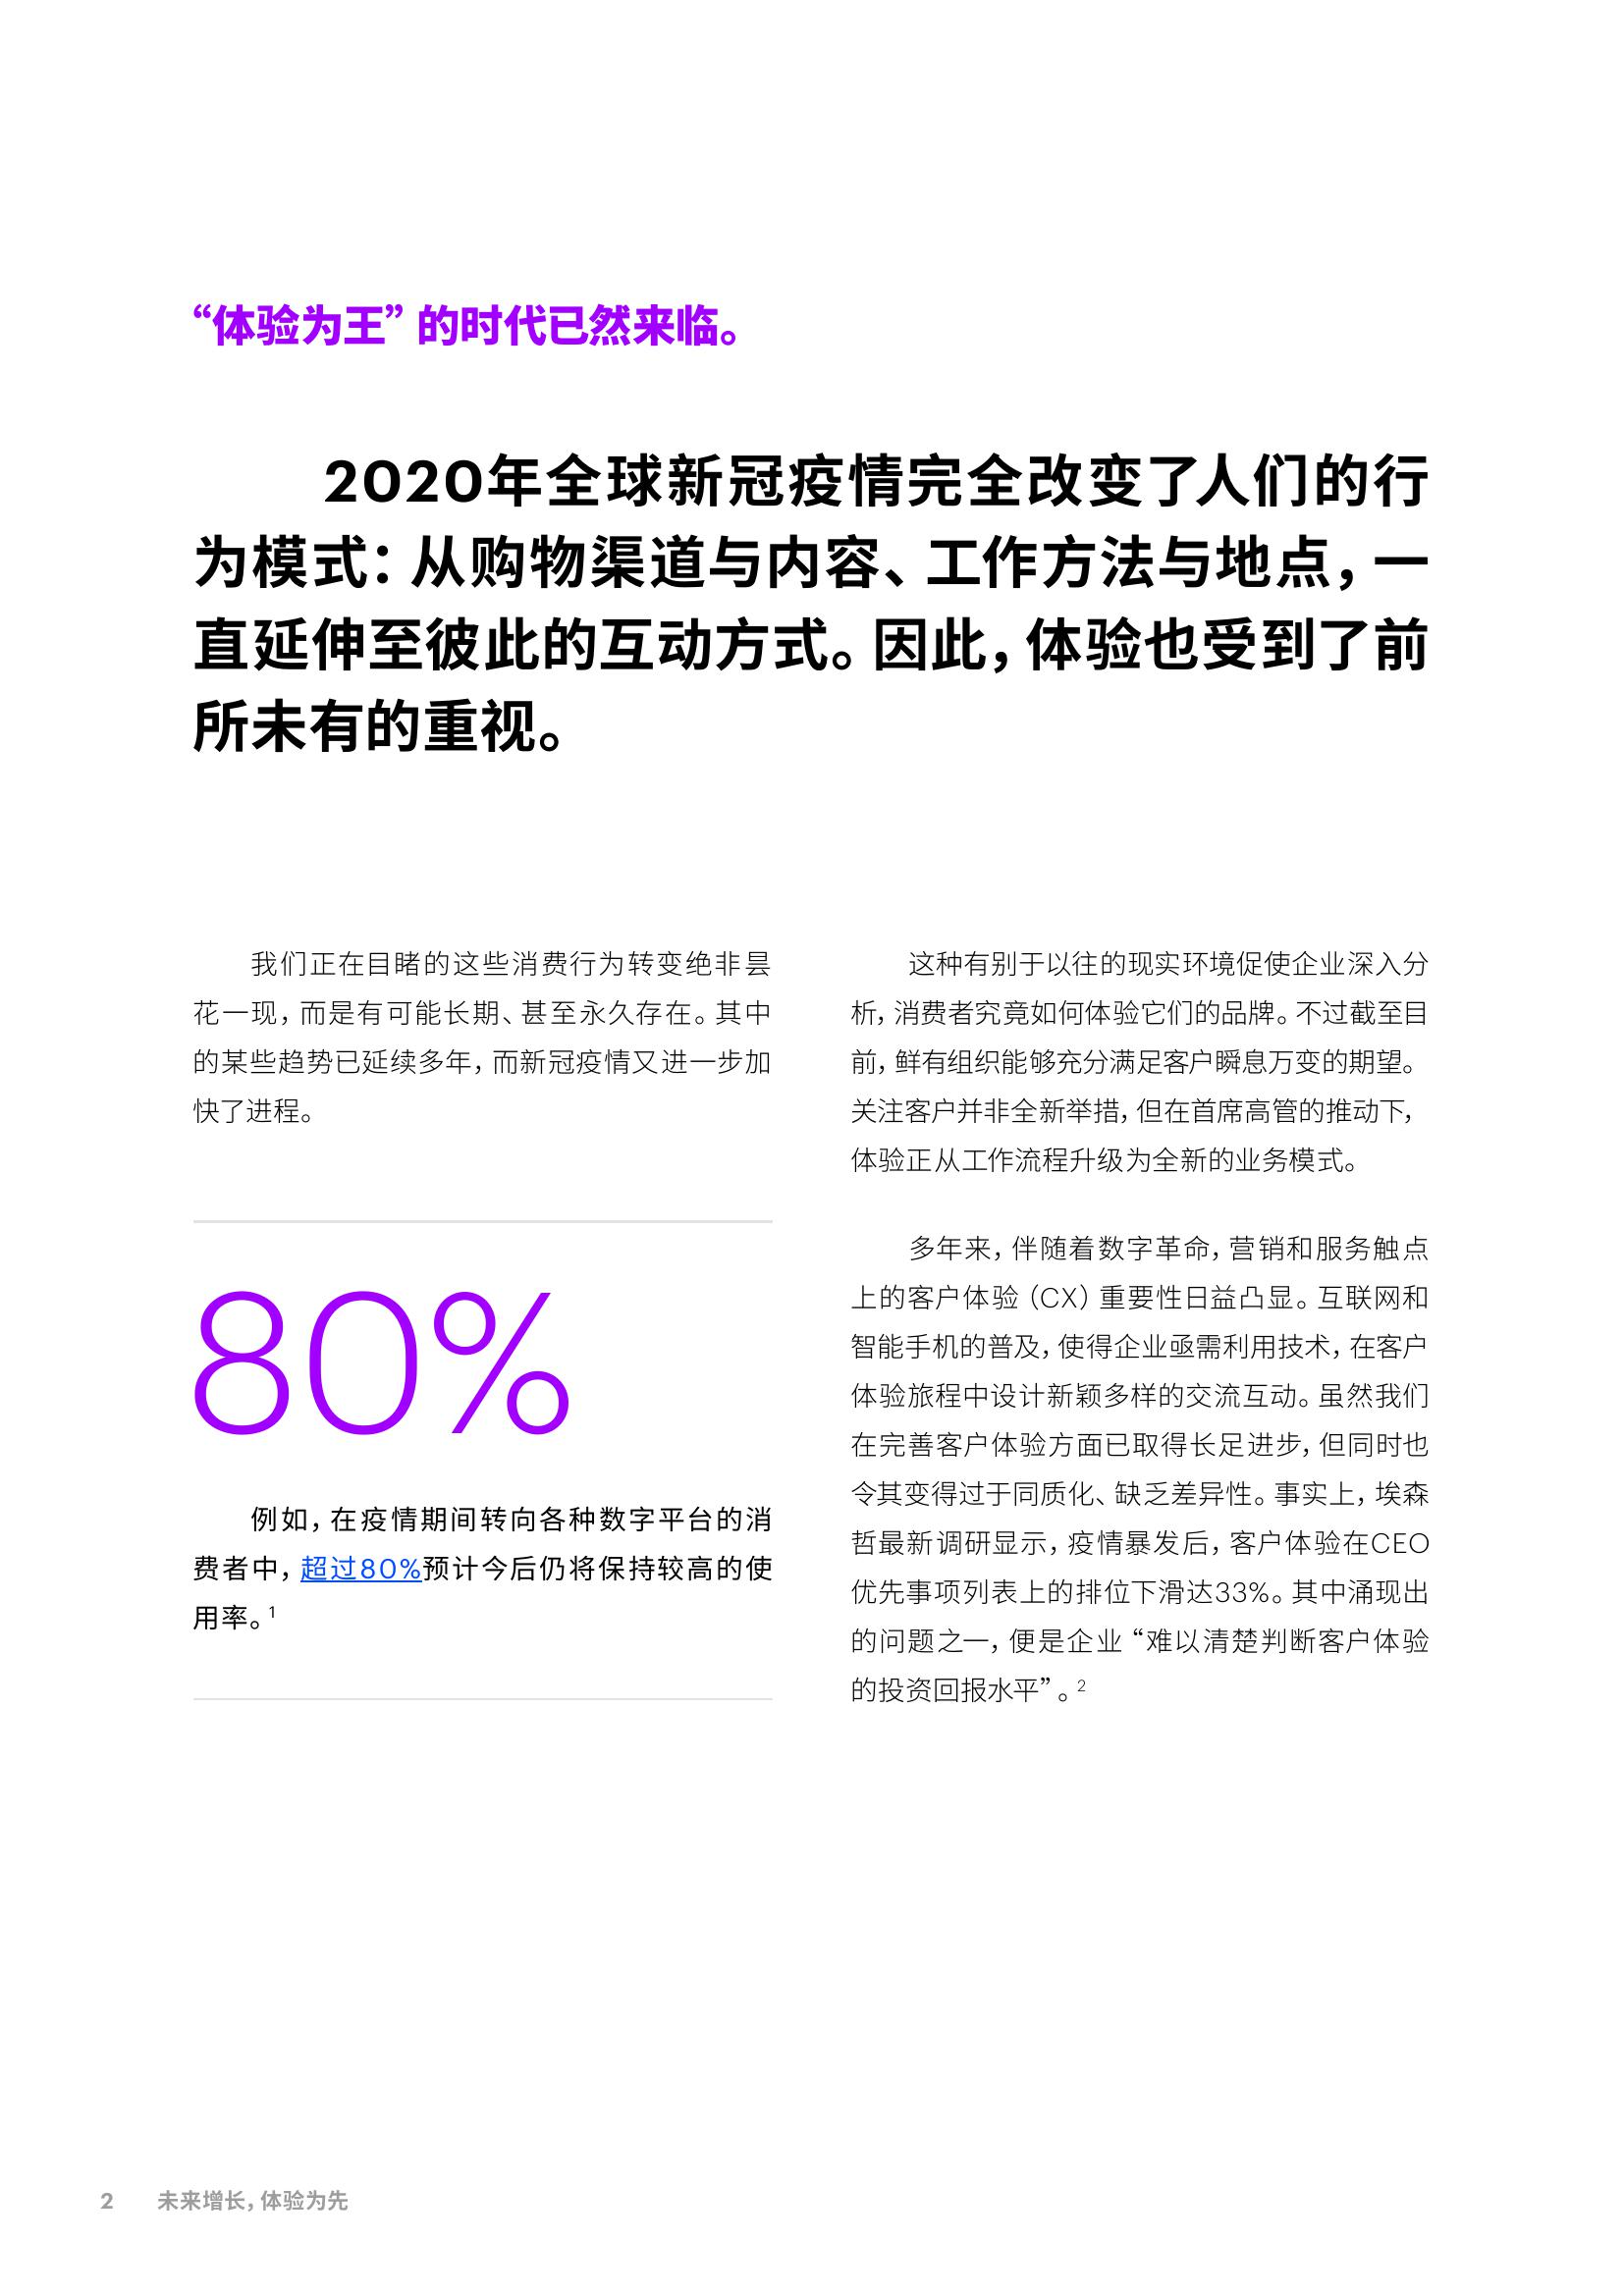 “体验为王” 的时代已然来临。
2020年全球新冠疫情完全改变了人们的行
为模式：从购物渠道与内容、工作方法与地点，一
直延伸至彼此的互动方式。因此，体验也受到了前
所未有的重视。
我们正在目睹的这些消费行为转变绝非昙
花一现，而是有可能长期、甚至永久存在。其中
的某些趋势已延续多年，而新冠疫情又进一步加
快了进程。
80%
例如，在疫情期间转向各种数字平台的消
费者中，超过80%预计今后仍将保持较高的使
用率。1
这种有别于以往的现实环境促使企业深入分
析，消费者究竟如何体验它们的品牌。不过截至目
前，鲜有组织能够充分满足客户瞬息万变的期望。
关注客户并非全新举措，但在首席高管的推动下，
体验正从工作流程升级为全新的业务模式。
多年来，伴随着数字革命，营销和服务触点
上的客户体验（CX）重要性日益凸显。互联网和
智能手机的普及，使得企业亟需利用技术，在客户
体验旅程中设计新颖多样的交流互动。虽然我们
在完善客户体验方面已取得长足进步，但同时也
令其变得过于同质化、缺乏差异性。事实上，埃森
哲最新调研显示，疫情暴发后，客户体验在CEO
优先事项列表上的排位下滑达33%。其中涌现出
的问题之一，便是企业 “难以清楚判断客户体验
的投资回报水平” 。2
2 未来增长，体验为先